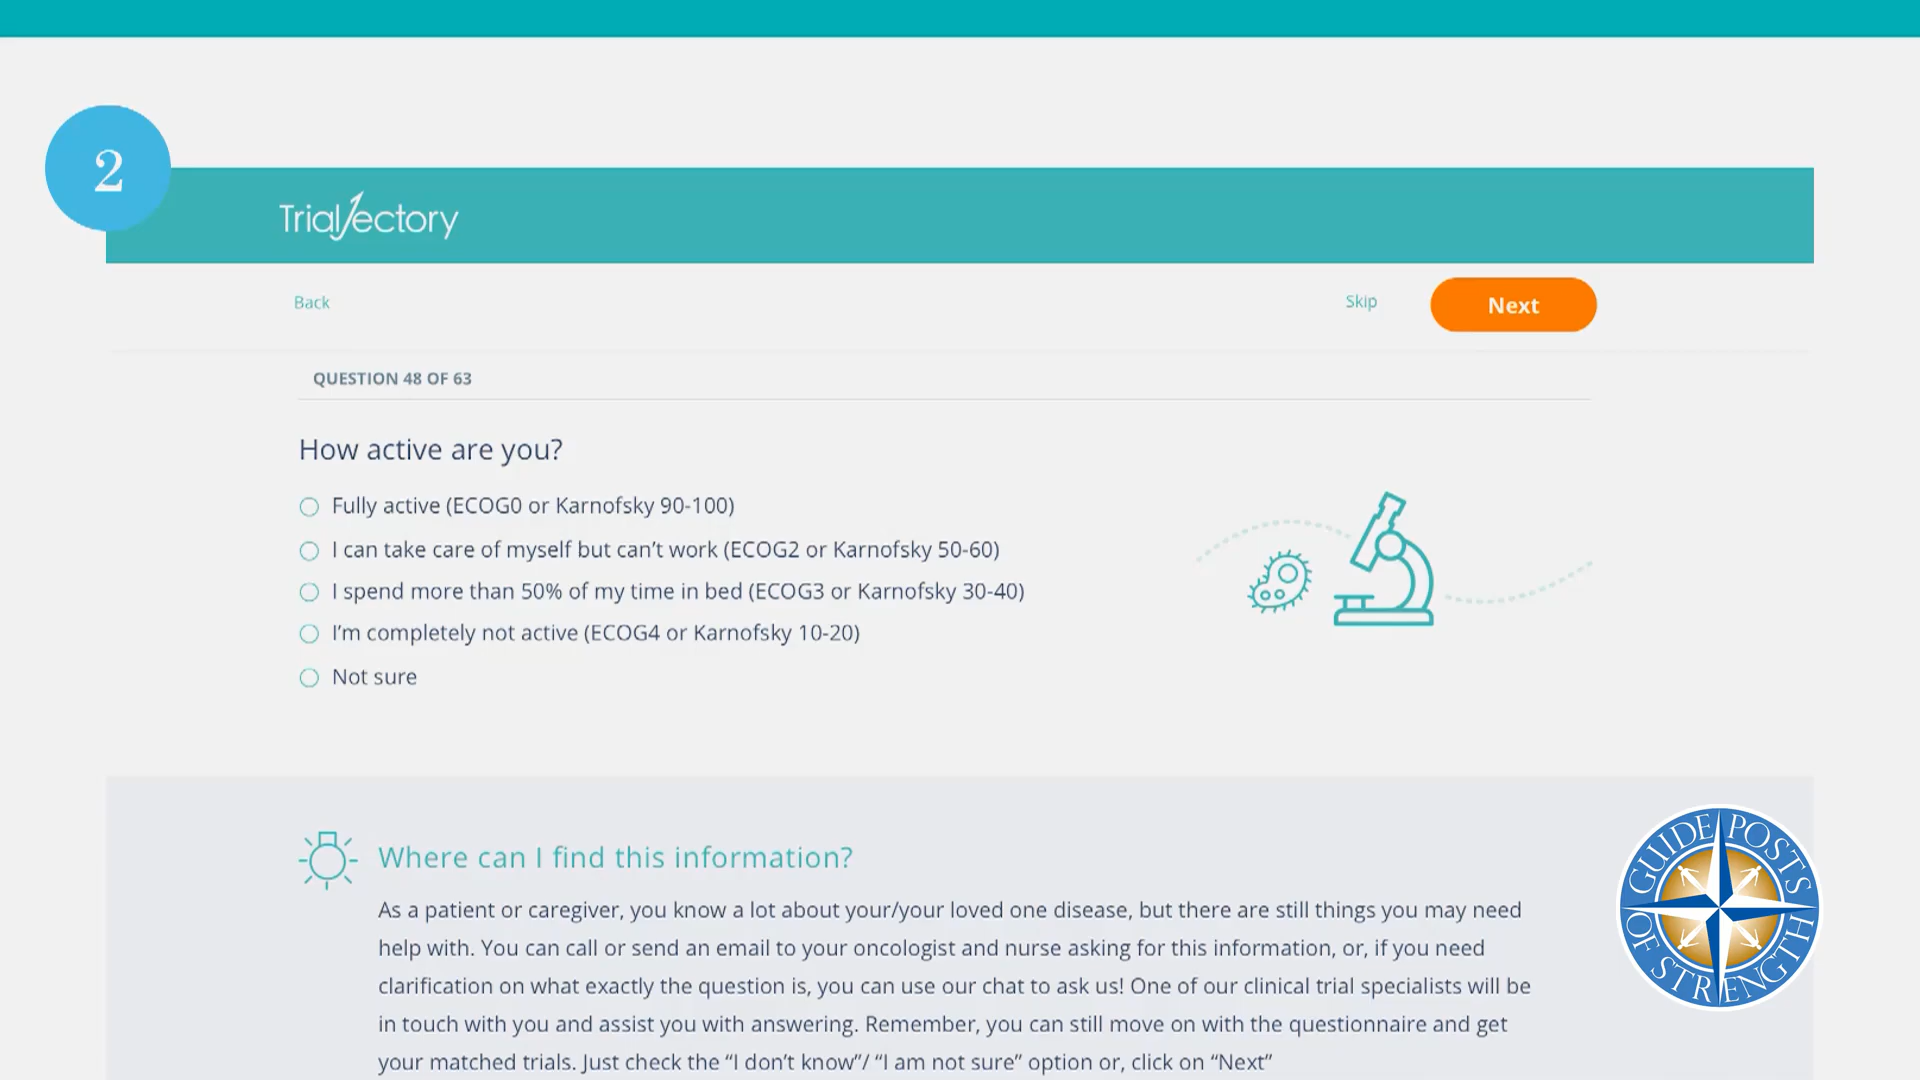 2
TrialJectory
Back
Skip
Next
QUESTION 48 OF 63
How active are you?
Fully active (ECOG0 or Karnofsky 90-100)
I can take care of myself but can’t work (ECOG2 or Karnofsky 50-60)
I spend more than 50% of my time in bed (ECOG3 or Karnofsky 30-40)
I’m completely not active (ECOG4 or Karnofsky 10-20)
Not sure
Where can I find this information?
As a patient or caregiver, you know a lot about your/your loved one disease, but there are still things you may need
help with. You can call or send an email to your oncologist and nurse asking for this information, or, if you need
clarification on what exactly the question is, you can use our chat to ask us! One of our clinical trial specialists will be
in touch with you and assist you with answering. Remember, you can still move on with the questionnaire and get
your matched trials. Just check the “I don’t know”/ “I am not sure” option or, click on “Next”
GUIDE POSTS
OF STRENGTH